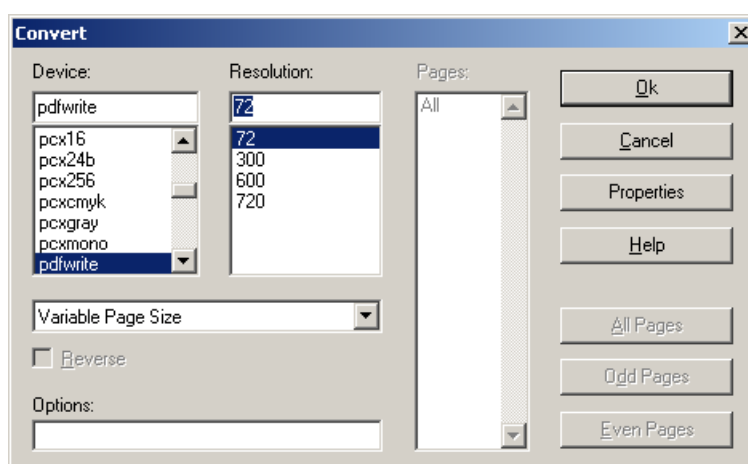 Convert
Device:
pdfwrite
pcx16
pcx24b
pcx256
pcxcmyk
pcxgray
pcxmono
pdfwrite
Resolution:
72
72
300
600
720
Pages:
All
Ok
Cancel
Properties
Help
Variable Page Size
Reverse
Options:
All Pages
Odd Pages
Even Pages